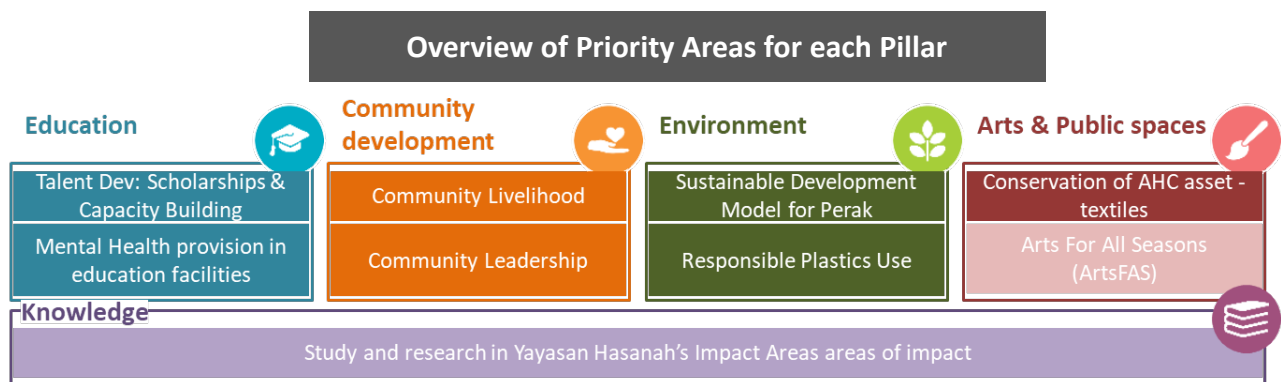 Overview of Priority Areas for each Pillar
Education
Talent Dev: Scholarships &
Capacity Building
Mental Health provision in
education facilities
Community
development
Community Livelihood
Community Leadership
Environment
Sustainable Development
Model for Perak
Responsible Plastics Use
Arts & Public spaces
Conservation of AHC asset -
textiles
Arts For All Seasons
(ArtsFAS)
Knowledge
Study and research in Yayasan Hasanah’s Impact Areas areas of impact